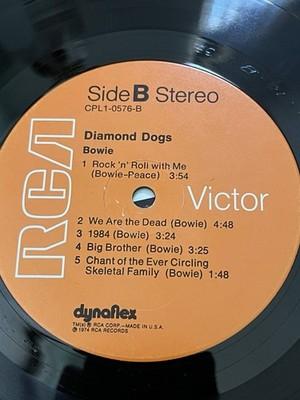 Side B Stereo
CPL1-0576-B
Diamond Dogs
Bowie
1 Rock 'n' Roll with Me
(Bowie-Peace) 3:54
RCA Victor
2 We Are the Dead (Bowie) 4:48
3 1984 (Bowie) 3:24
4 Big Brother (Bowie) 3:25
5 Chant of the Ever Circling
Skeletal Family (Bowie) 1:48
dynaflex
TM(s) ® RCA CORP.—MADE IN U.S.A.
℗ 1974 RCA RECORDS